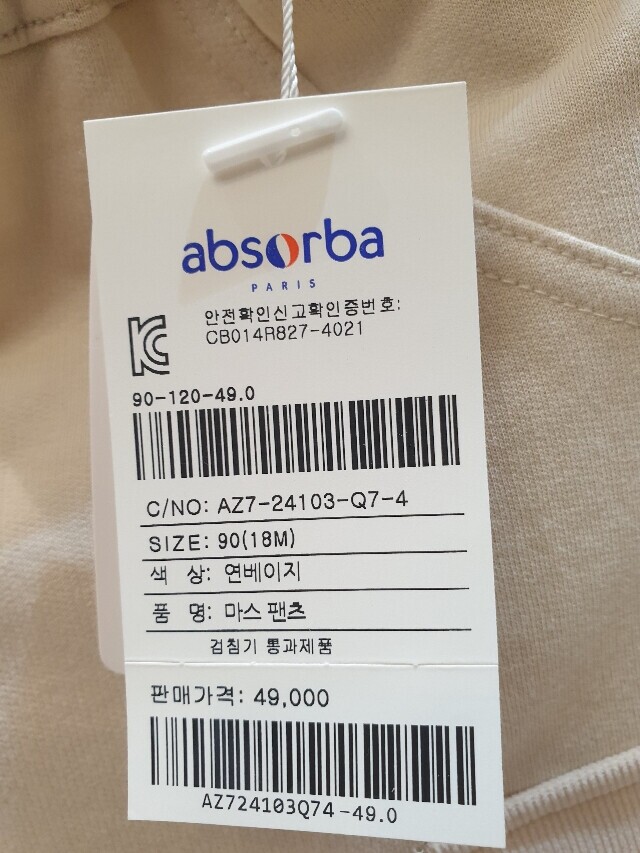 absorba
PARIS
안전확인신고확인증번호:
CB014R827-4021
90-120-49.0
C/NO: AZ7-24103-Q7-4
SIZE: 90(18M)
색 상: 연베이지
품 명: 마스 팬츠
검침기 통과제품
판매가격: 49,000
AZ724103Q74-49.0